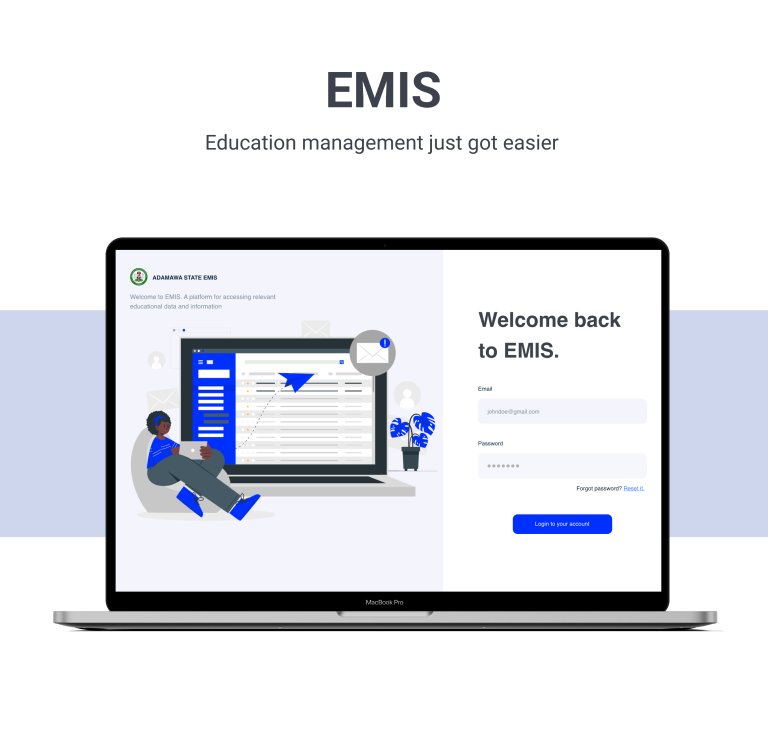 EMIS
Education management just got easier
ADAMAWA STATE EMIS
Welcome to EMIS. A platform for accessing relevant
educational data and information
!
Welcome back
to EMIS.
Email
johndoe@gmail.com
Password
Forgot password? Reset it.
Login to your account
MacBook Pro